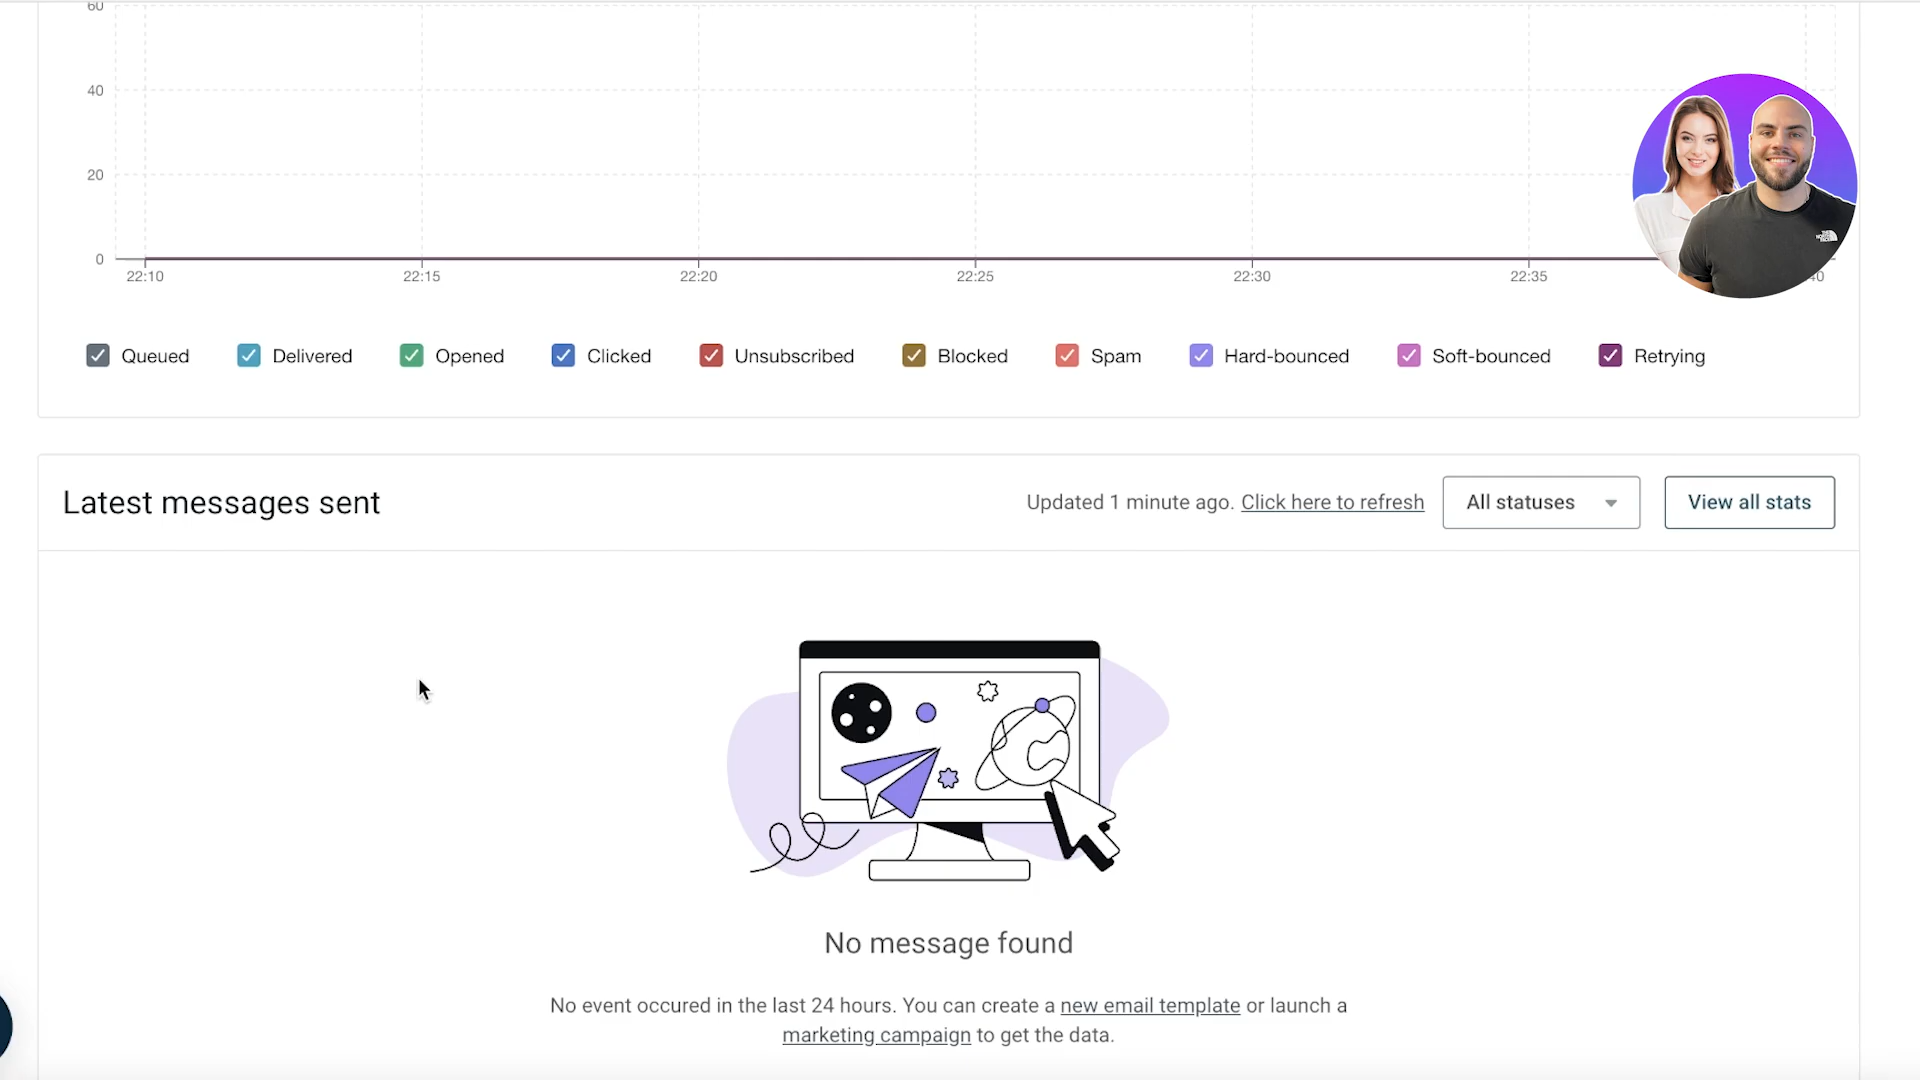 60
40
20
0
22:10 22:15 22:20 22:25 22:30 22:35 40
Queued Delivered Opened Clicked Unsubscribed Blocked Spam Hard-bounced Soft-bounced Retrying
Latest messages sent
Updated 1 minute ago. Click here to refresh
All statuses
View all stats
No message found
No event occured in the last 24 hours. You can create a new email template or launch a
marketing campaign to get the data.